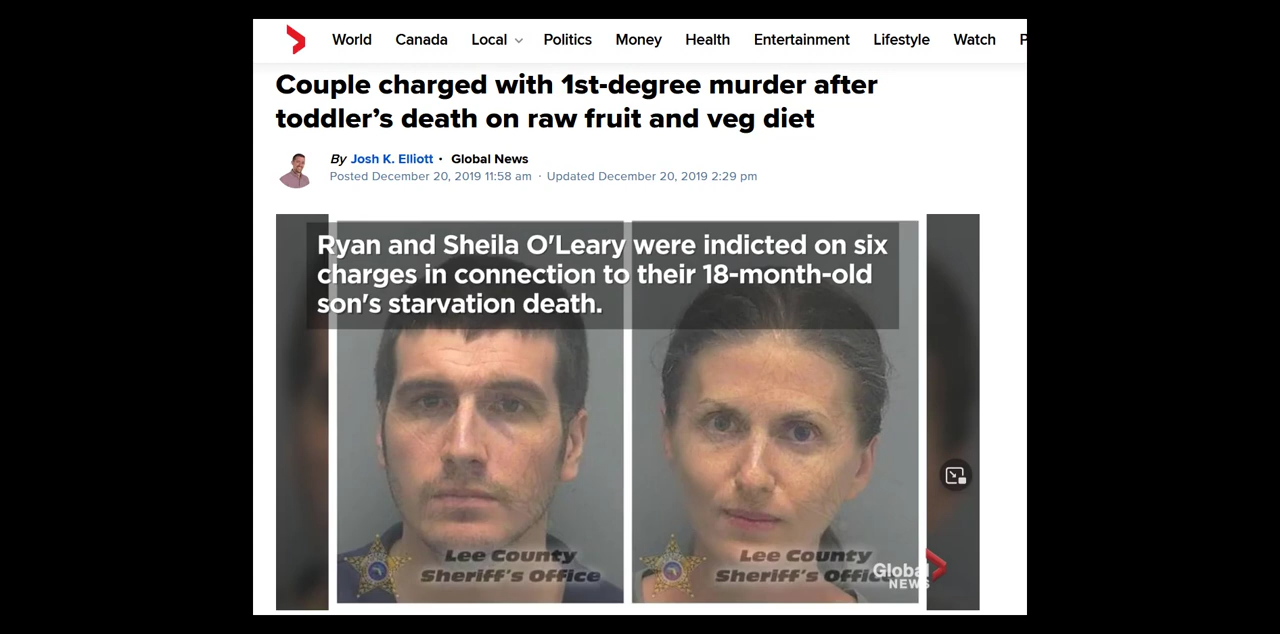 World Canada Local Politics Money Health Entertainment Lifestyle Watch P
Couple charged with 1st-degree murder after
toddler’s death on raw fruit and veg diet
By Josh K. Elliott · Global News
Posted December 20, 2019 11:58 am · Updated December 20, 2019 2:29 pm
Ryan and Sheila O'Leary were indicted on six
charges in connection to their 18-month-old
son's starvation death.
Lee County
Sheriff's Office
Lee County
Sheriff's Office
Global
NEWS